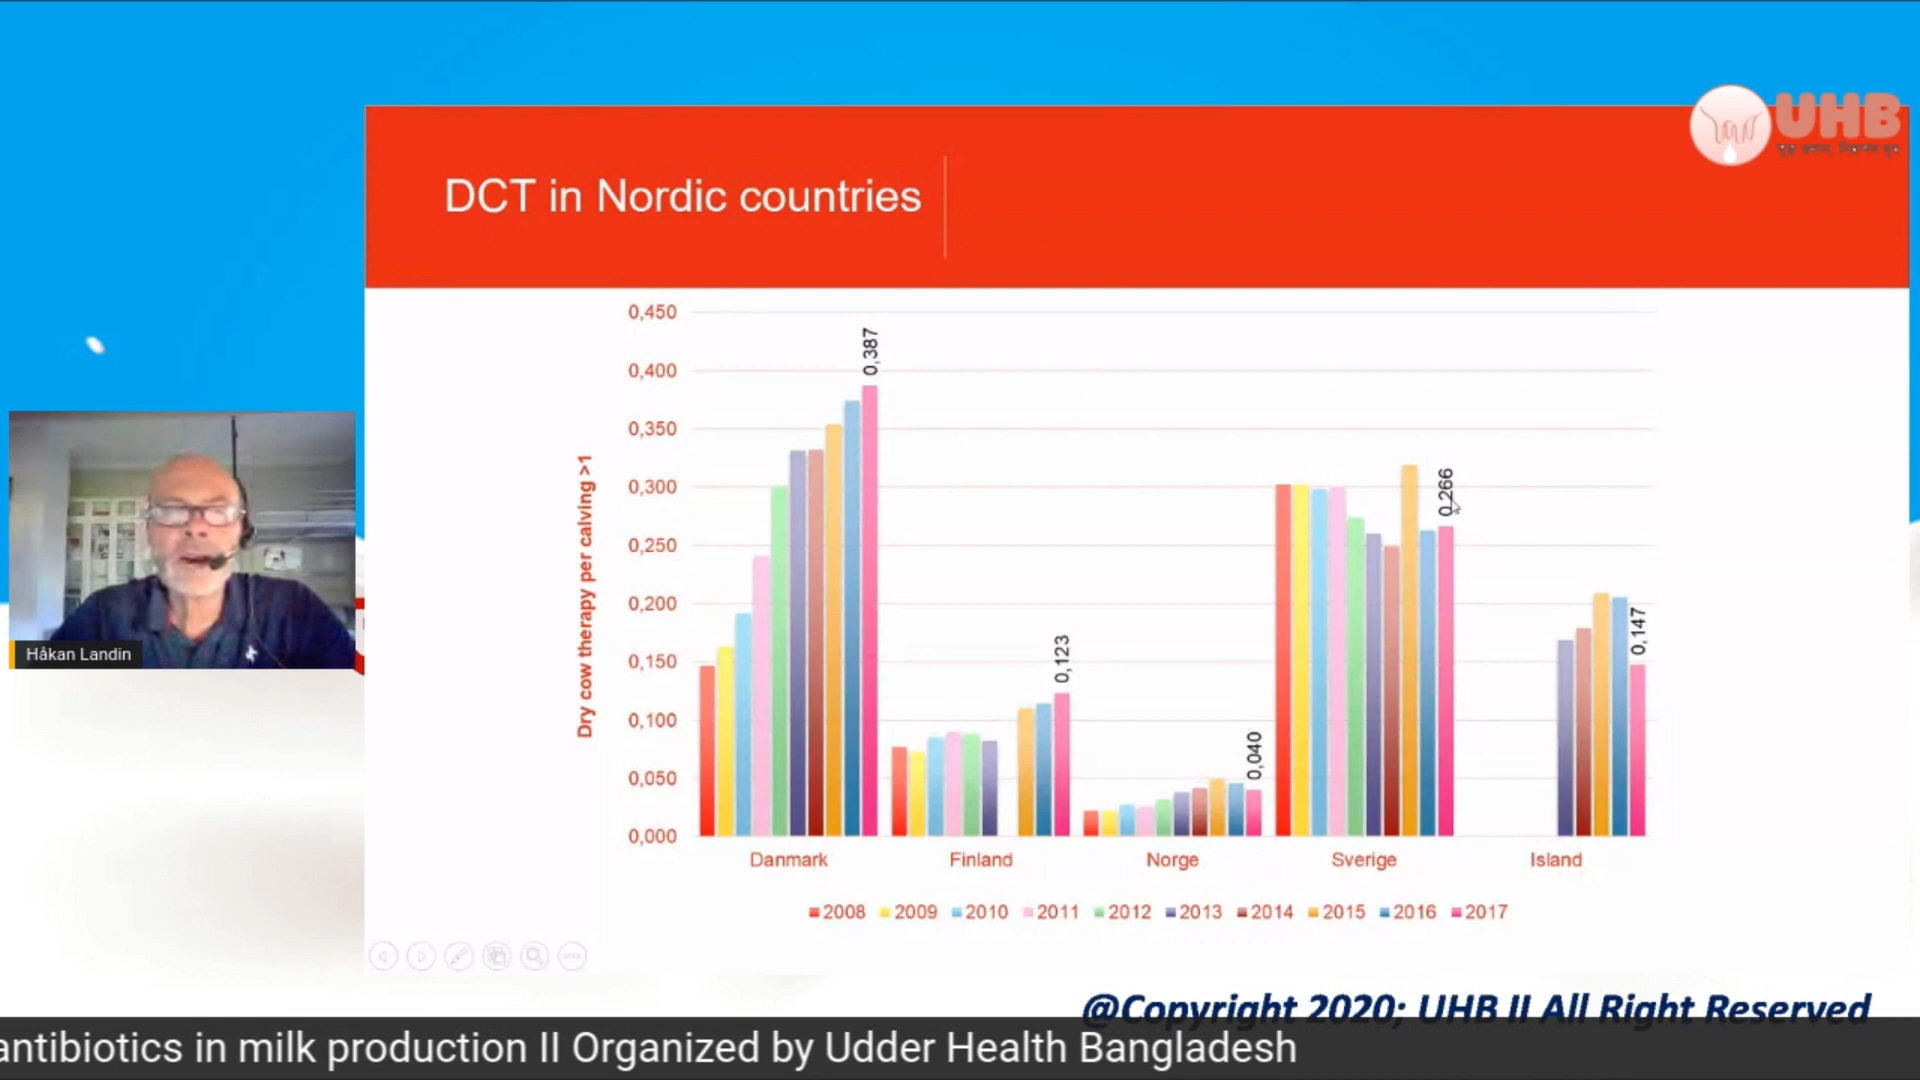 UHB
DCT in Nordic countries
0,450
0,400
0,350
0,300
0,250
0,200
0,150
0,100
0,050
0,000
Dry cow therapy per calving >1
0,387
0,123
0,040
0,266
0,147
Danmark Finland Norge Sverige Island
2008 2009 2010 2011 2012 2013 2014 2015 2016 2017
Håkan Landin
@Copyright 2020; UHB II All Right Reserved
antibiotics in milk production II Organized by Udder Health Bangladesh